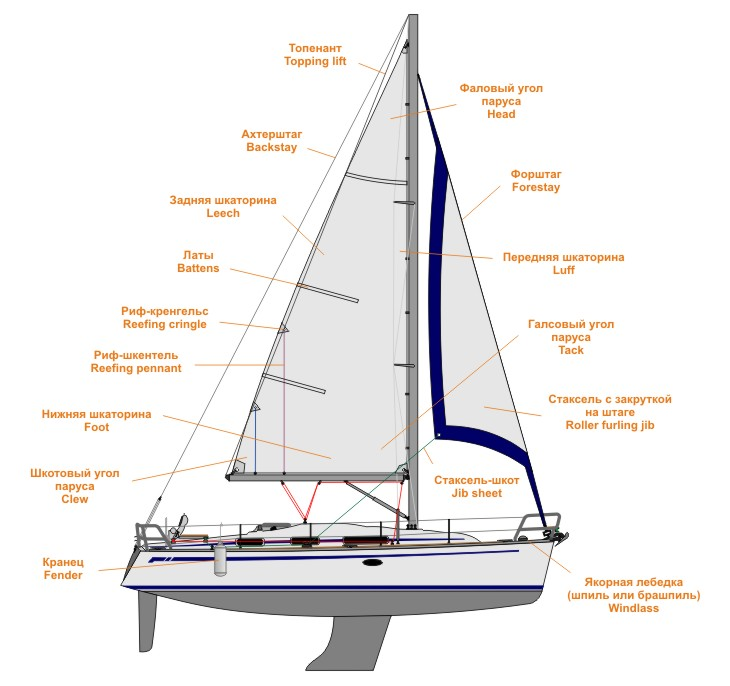 Топенант
Topping lift
Фаловый угол
паруса
Head
Ахтерштаг
Backstay
Форштаг
Forestay
Задняя шкаторина
Leech
Латы
Battens
Передняя шкаторина
Luff
Риф-кренгельс
Reefing cringle
Галсовый угол
паруса
Tack
Риф-шкентель
Reefing pennant
Нижняя шкаторина
Foot
Стаксель с закруткой
на штаге
Roller furling jib
Шкотовый угол
паруса
Clew
Стаксель-шкот
Jib sheet
Кранец
Fender
Якорная лебедка
(шпиль или брашпиль)
Windlass